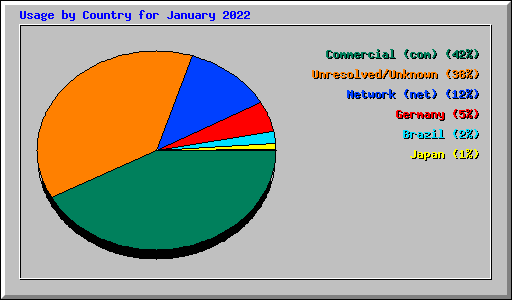 Usage by Country for January 2022
Commercial (com) (42%)
Unresolved/Unknown (38%)
Network (net) (12%)
Germany (5%)
Brazil (2%)
Japan (1%)